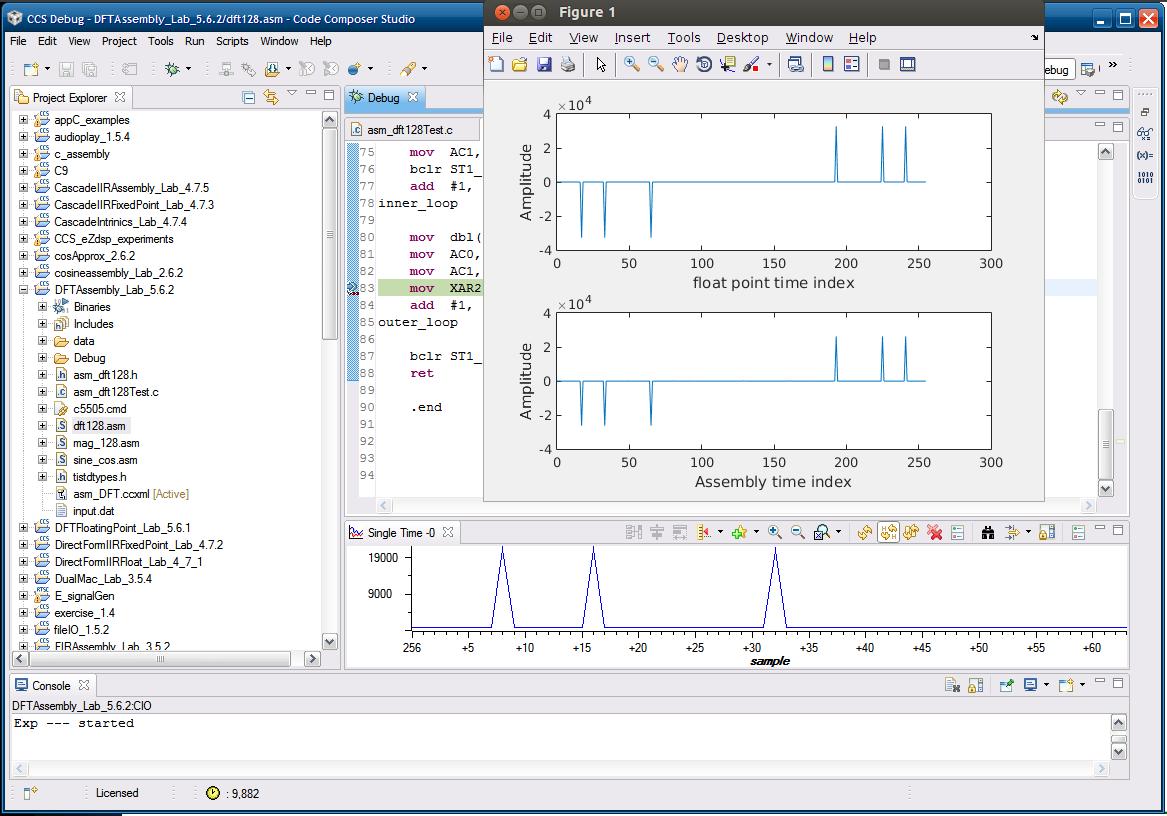 CCS Debug - DFTAssembly_Lab_5.6.2/dft128.asm - Code Composer Studio
File Edit View Project Tools Run Scripts Window Help
Project Explorer
appC_examples
audioplay_1.5.4
c_assembly
C9
CascadeIIRAssembly_Lab_4.7.5
CascadeIIRFixedPoint_Lab_4.7.3
CascadeIntrinics_Lab_4.7.4
CCS_eZdsp_experiments
cosApprox_2.6.2
cosineassembly_Lab_2.6.2
DFTAssembly_Lab_5.6.2
Binaries
Includes
data
Debug
asm_dft128.h
asm_dft128Test.c
c5505.cmd
dft128.asm
mag_128.asm
sine_cos.asm
tistdtypes.h
asm_DFT.ccxml [Active]
input.dat
DFTFloatingPoint_Lab_5.6.1
DirectFormIIRFixedPoint_Lab_4.7.2
DirectFormIIRFloat_Lab_4_7_1
DualMac_Lab_3.5.4
E_signalGen
exercise_1.4
fileIO_1.5.2
FIRAssembly_Lab_3.5.2
Debug
asm_dft128Test.c
75 mov AC1,
76 bclr ST1_
77 add #1,
78 inner_loop
79
80 mov dbl(
81 mov AC0,
82 mov AC1,
83 mov XAR2
84 add #1,
85 outer_loop
86
87 bclr ST1_
88 ret
89
90 .end
91
92
93
94
Figure 1
File Edit View Insert Tools Desktop Window Help
ebug
×10⁴
4
2
0
-2
-4
Amplitude
0 50 100 150 200 250 300
float point time index
×10⁴
4
2
0
-2
-4
Amplitude
0 50 100 150 200 250 300
Assembly time index
(x)=
1010
0101
Single Time -0
19000
9000
256 +5 +10 +15 +20 +25 +30 +35 +40 +45 +50 +55 +60
sample
Console
DFTAssembly_Lab_5.6.2:CIO
Exp --- started
Licensed
: 9,882